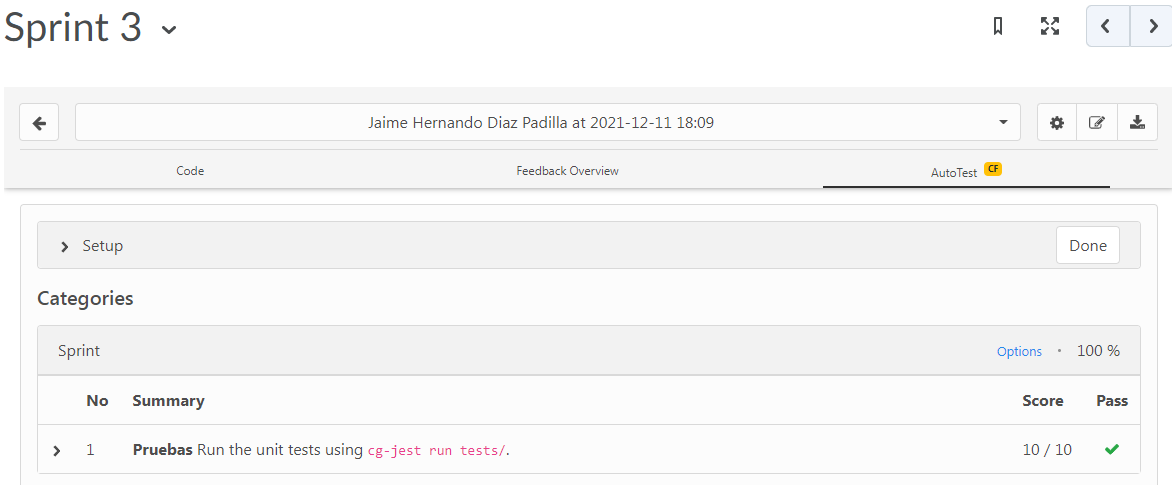 Sprint 3
Jaime Hernando Diaz Padilla at 2021-12-11 18:09
Code Feedback Overview AutoTest CF
Setup Done
Categories
Sprint Options • 100 %
No Summary Score Pass
1 Pruebas Run the unit tests using cg-jest run tests/. 10 / 10